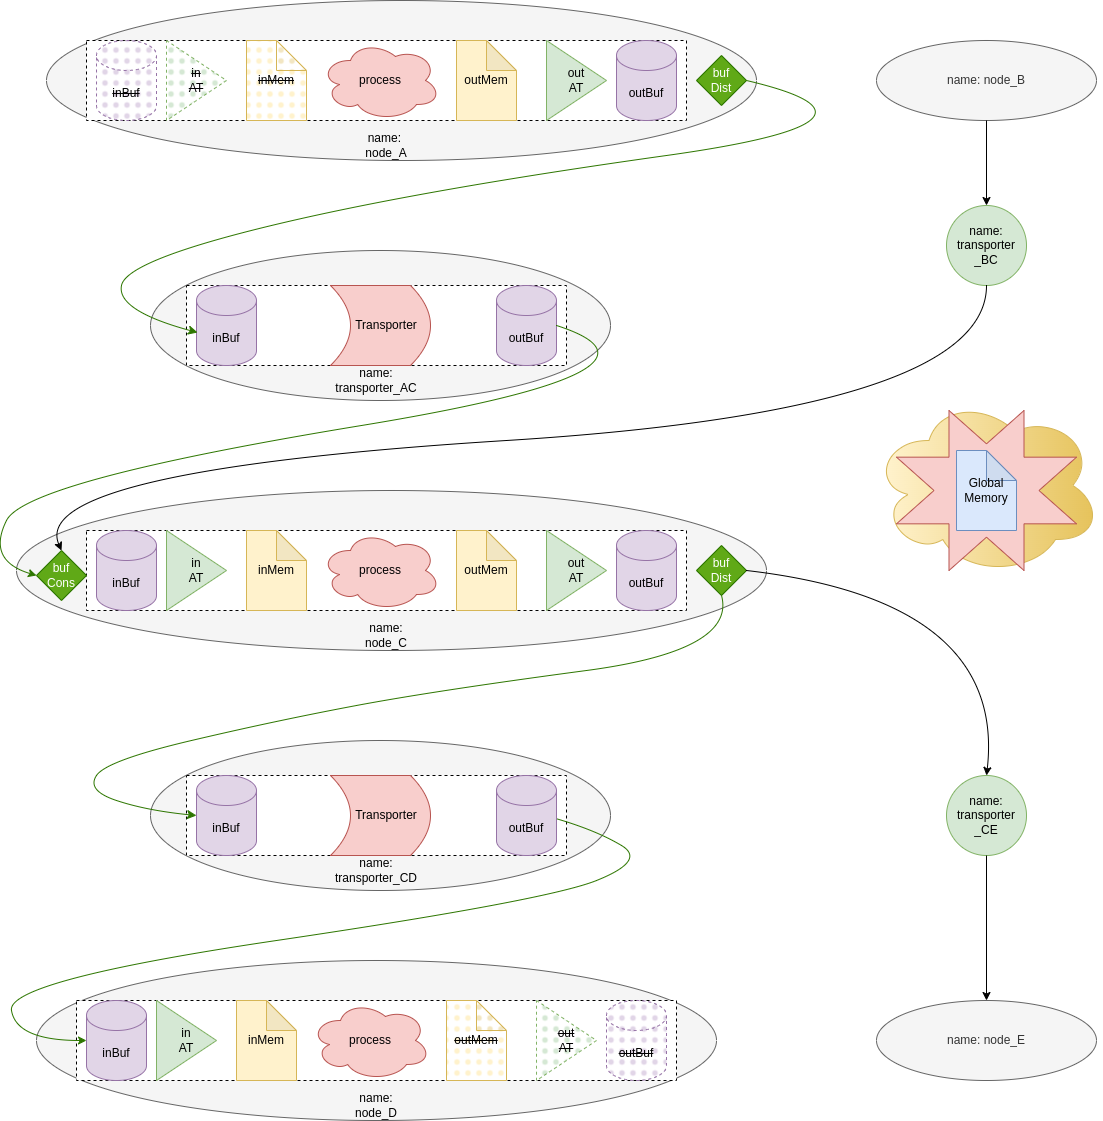 inBuf
in
AT
inMem
process
outMem
out
AT
outBuf
buf
Dist
name:
node_A
name: node_B
name:
transporter
_BC
inBuf
Transporter
outBuf
name:
transporter_AC
Global
Memory
buf
Cons
inBuf
in
AT
inMem
process
outMem
out
AT
outBuf
buf
Dist
name:
node_C
inBuf
Transporter
outBuf
name:
transporter_CD
name:
transporter
_CE
inBuf
in
AT
inMem
process
outMem
out
AT
outBuf
name:
node_D
name: node_E